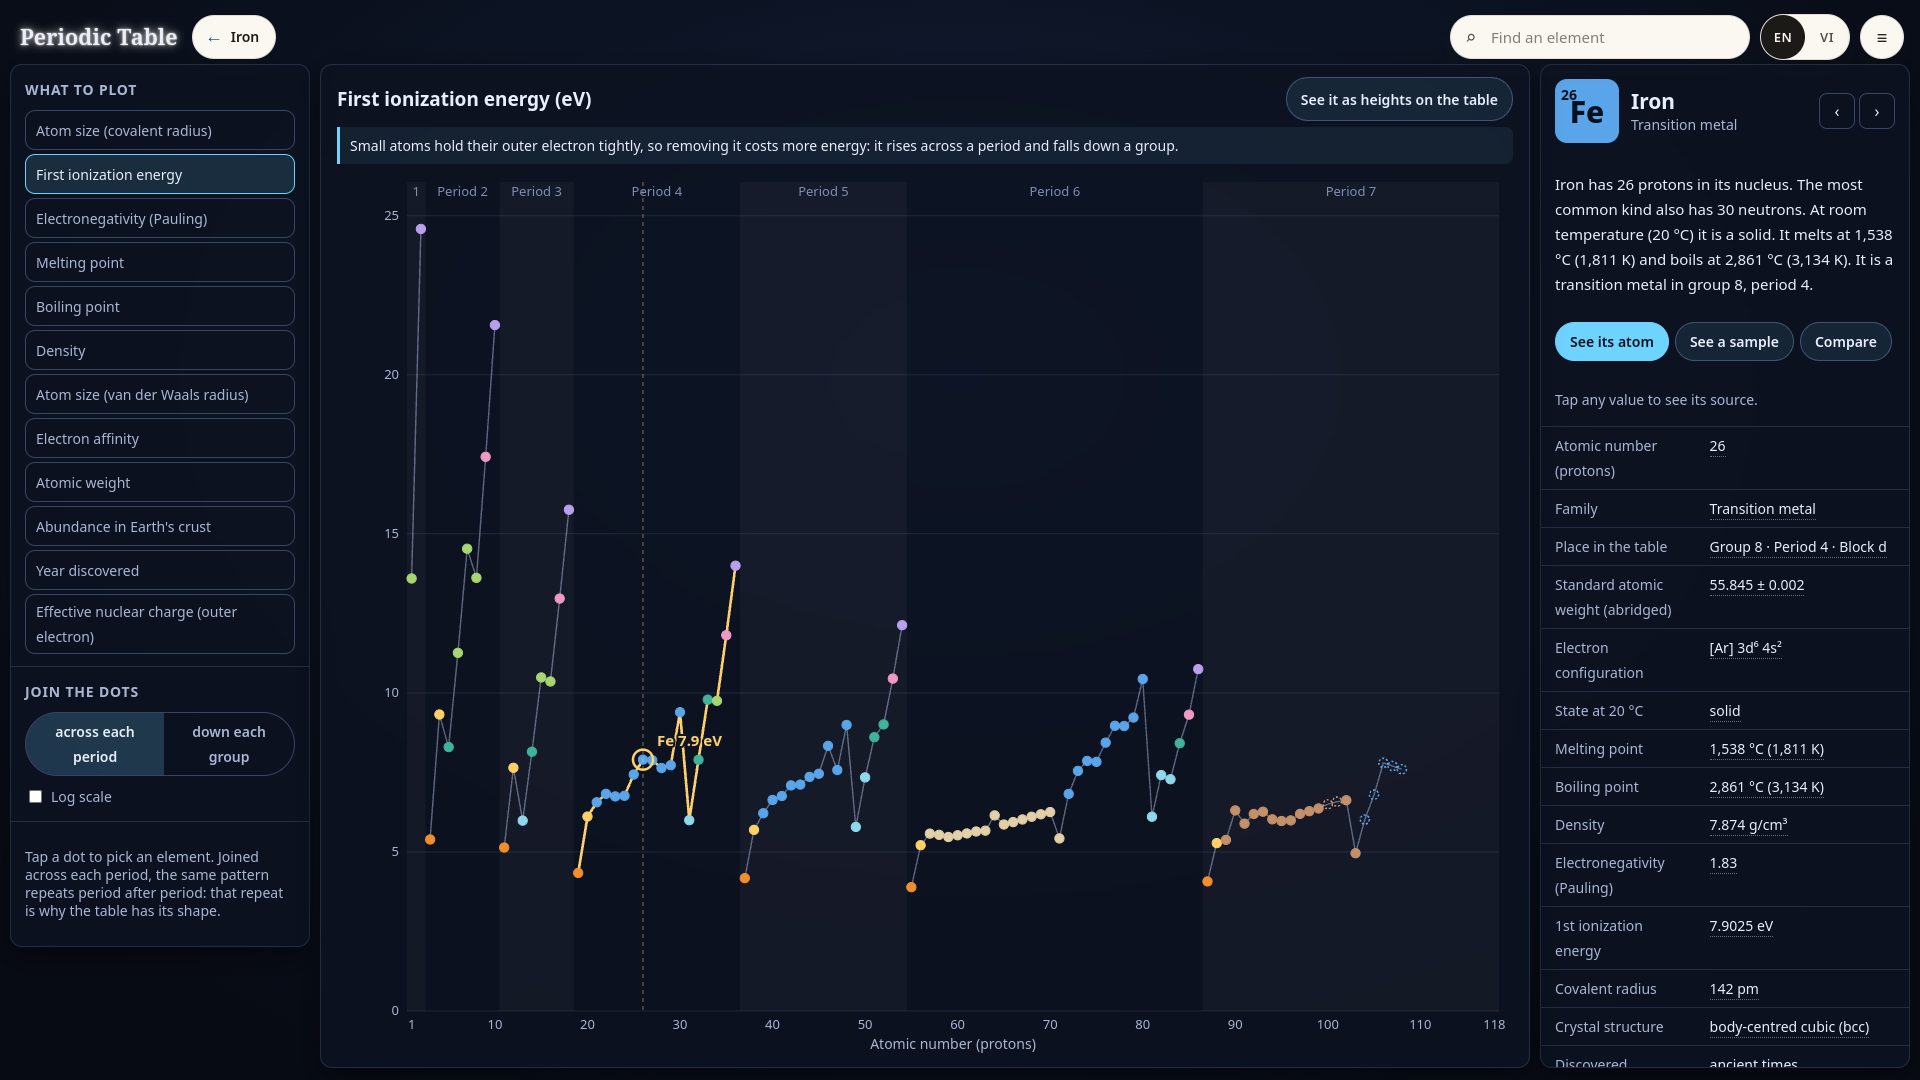 Periodic Table
← Iron
Find an element
EN
VI
≡
WHAT TO PLOT
Atom size (covalent radius)
First ionization energy
Electronegativity (Pauling)
Melting point
Boiling point
Density
Atom size (van der Waals radius)
Electron affinity
Atomic weight
Abundance in Earth's crust
Year discovered
Effective nuclear charge (outer
electron)
JOIN THE DOTS
across each
period
down each
group
Log scale
Tap a dot to pick an element. Joined
across each period, the same pattern
repeats period after period: that repeat
is why the table has its shape.
First ionization energy (eV)
See it as heights on the table
Small atoms hold their outer electron tightly, so removing it costs more energy: it rises across a period and falls down a group.
1 Period 2 Period 3 Period 4 Period 5 Period 6 Period 7
25
20
15
10
5
0
Fe 7.9 eV
1 10 20 30 40 50 60 70 80 90 100 110 118
Atomic number (protons)
26
Fe
Iron
Transition metal
‹ ›
Iron has 26 protons in its nucleus. The most
common kind also has 30 neutrons. At room
temperature (20 °C) it is a solid. It melts at 1,538
°C (1,811 K) and boils at 2,861 °C (3,134 K). It is a
transition metal in group 8, period 4.
See its atom
See a sample
Compare
Tap any value to see its source.
Atomic number
(protons)
26
Family
Transition metal
Place in the table
Group 8 · Period 4 · Block d
Standard atomic
weight (abridged)
55.845 ± 0.002
Electron
configuration
[Ar] 3d⁶ 4s²
State at 20 °C
solid
Melting point
1,538 °C (1,811 K)
Boiling point
2,861 °C (3,134 K)
Density
7.874 g/cm³
Electronegativity
(Pauling)
1.83
1st ionization
energy
7.9025 eV
Covalent radius
142 pm
Crystal structure
body-centred cubic (bcc)
Discovered
ancient times